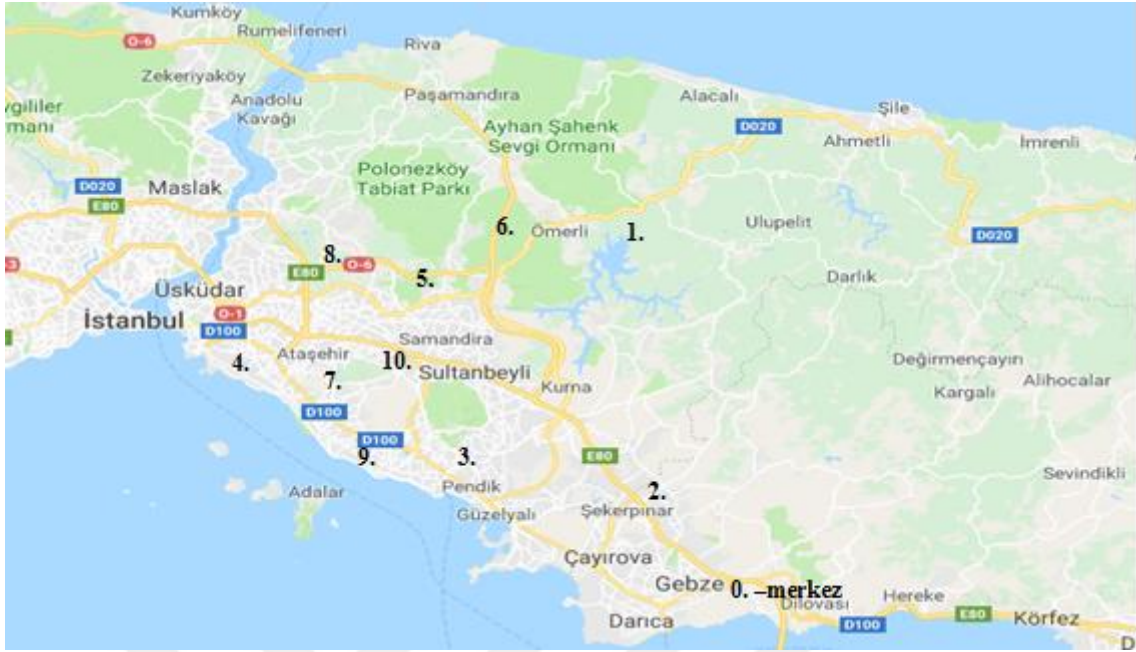 Kumköy
Rumelifeneri
O-6
Riva
Zekeriyaköy
Paşamandıra
Alacalı
Şile
Anadolu
Kavağı
vgililer
rmanı
Ayhan Şahenk
Sevgi Ormanı
D020
Ahmetli
İmrenli
Polonezköy
Tabiat Parkı
D020
Maslak
E80
6.
Ömerli
1.
Ulupelit
D020
8.
O-6
E80
5.
Darlık
Üsküdar
O-1
İstanbul
D100
Samandira
4.
Ataşehir
10.
Sultanbeyli
Değirmençayırı
7.
Kurna
Kargalı
Alihocalar
D100
D100
9.
3.
E80
Sevindikli
Adalar
Pendik
2.
Güzelyalı
Şekerpınar
Çayırova
Gebze
0. –merkez
Dilovası
Hereke
E80
Körfez
Darıca
D100
D